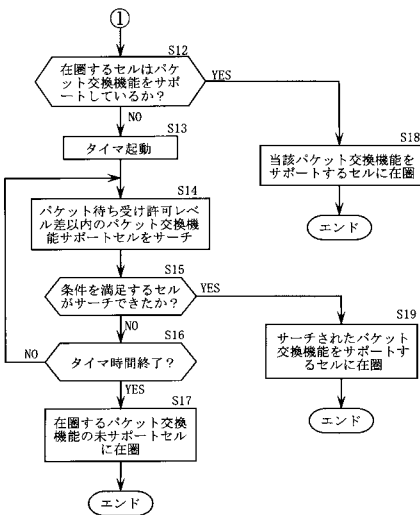 ①
S12
在圏するセルはパケ
ット交換機能をサポ
ートしているか？
YES
NO
S13
タイマ起動
S18
当該パケット交換機能を
サポートするセルに在圏
エンド
S14
パケット待ち受け許可レベ
ル差以内のパケット交換機
能サポートセルをサーチ
S15
条件を満足するセル
がサーチできたか？
YES
NO
S19
サーチされたパケット
交換機能をサポートす
るセルに在圏
エンド
S16
タイマ時間終了？
NO
YES
S17
在圏するパケット交換
機能の未サポートセル
に在圏
エンド